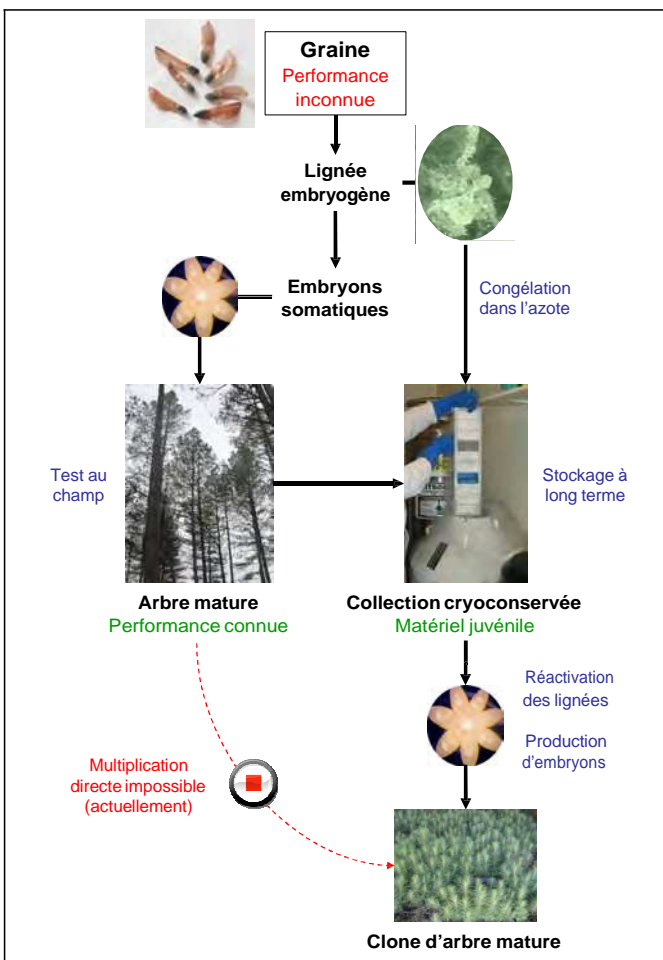 Graine
Performance
inconnue
Lignée
embryogène
Embryons
somatiques
Congélation
dans l'azote
Test au
champ
Stockage à
long terme
Arbre mature
Performance connue
Collection cryoconservée
Matériel juvénile
Réactivation
des lignées
Production
d'embryons
Multiplication
directe impossible
(actuellement)
Clone d'arbre mature